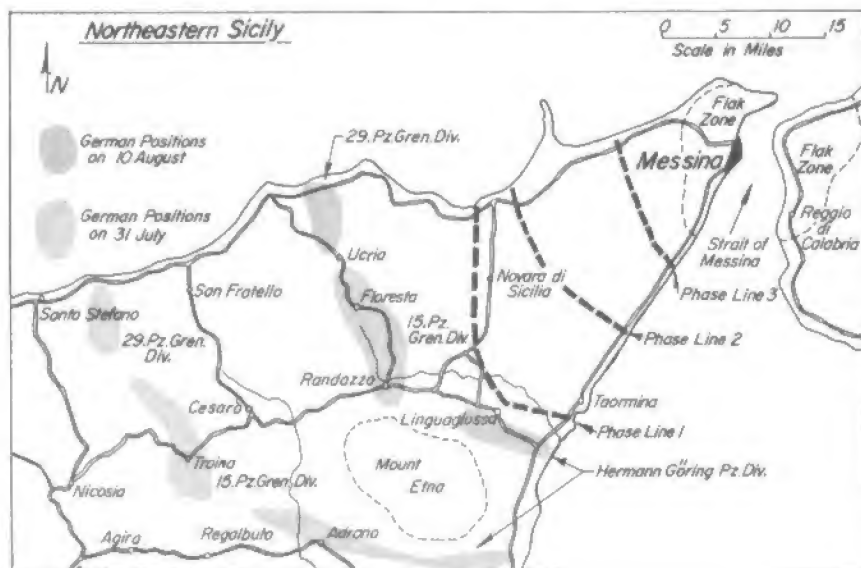 Northeastern Sicily
0 5 10 15
Scale in Miles
N
German Positions
on 10 August
German Positions
on 31 July
29. Pz. Gren. Div.
Flak
Zone
Messina
Flak
Zone
Reggio
di
Calabria
Strait of
Messina
Ucria
Novara di
Sicilia
San Fratello
Floresta
Santo Stefano
29. Pz. Gren.
Div.
15. Pz.
Gren. Div.
Phase Line 3
Phase Line 2
Randazzo
Cesarò
Linguaglossa
Taormina
Phase Line 1
Troina
15. Pz. Gren. Div.
Mount
Etna
Hermann Göring Pz. Div.
Nicosia
Agira
Regalbuto
Adrano